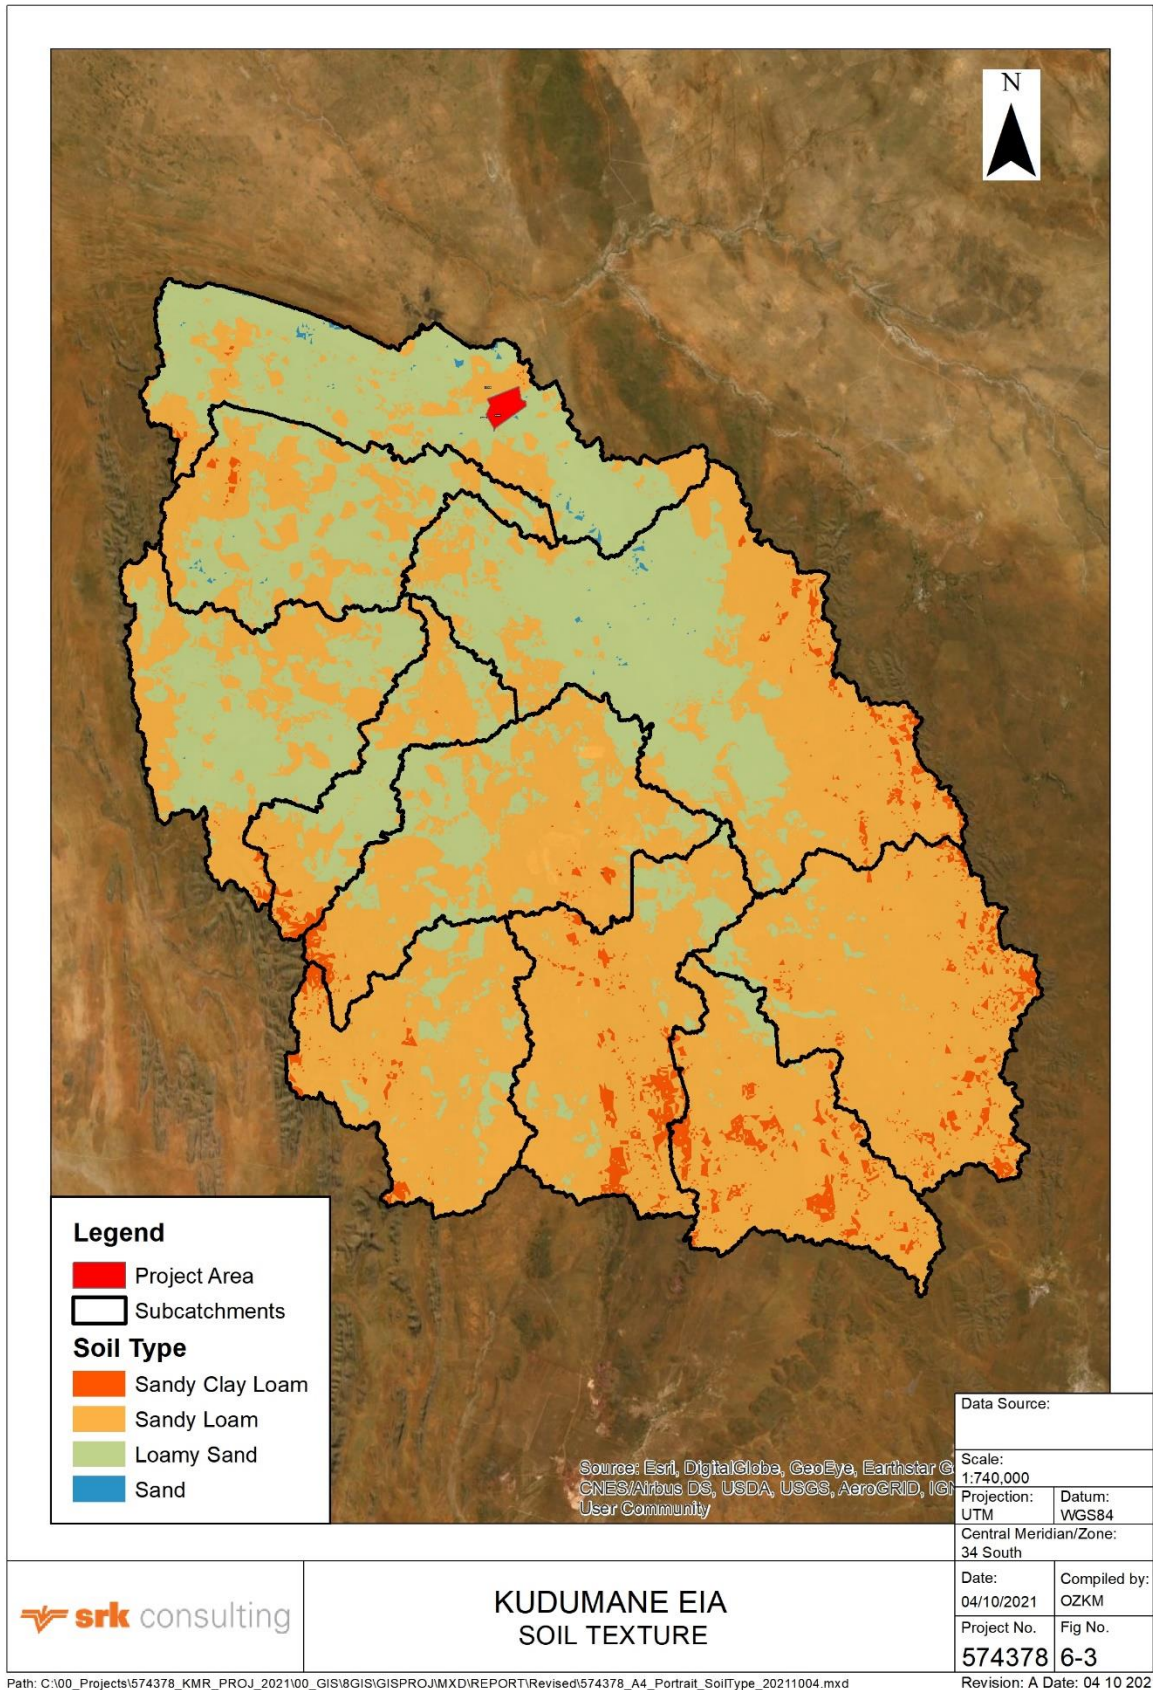 N
Legend
Project Area
Subcatchments
Soil Type
Sandy Clay Loam
Sandy Loam
Loamy Sand
Sand
Source: Esri, DigitalGlobe, GeoEye, Earthstar
CNES/Airbus DS, USDA, USGS, AeroGRID, IGN
User Community
Data Source:
Scale:
1:740,000
Projection:
UTM
Datum:
WGS84
Central Meridian/Zone:
34 South
Date:
04/10/2021
Compiled by:
OZKM
Project No.
574378
Fig No.
6-3
srk consulting
KUDUMANE EIA
SOIL TEXTURE
Path: C:\00_Projects\574378_KMR_PROJ_2021\00_GIS\8GIS\GISPROJ\MXD\REPORT\Revised\574378_A4_Portrait_SoilType_20211004.mxd
Revision: A Date: 04 10 202